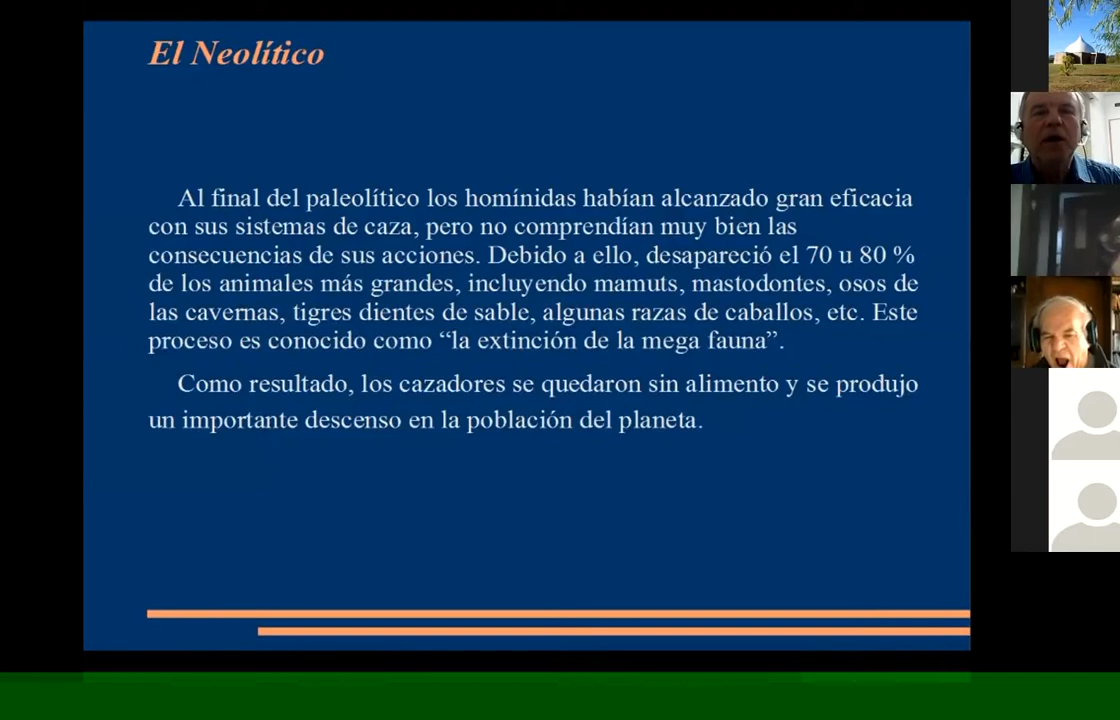 El Neolítico
Al final del paleolítico los homínidas habían alcanzado gran eficacia
con sus sistemas de caza, pero no comprendían muy bien las
consecuencias de sus acciones. Debido a ello, desapareció el 70 u 80 %
de los animales más grandes, incluyendo mamuts, mastodontes, osos de
las cavernas, tigres dientes de sable, algunas razas de caballos, etc. Este
proceso es conocido como “la extinción de la mega fauna”.
Como resultado, los cazadores se quedaron sin alimento y se produjo
un importante descenso en la población del planeta.